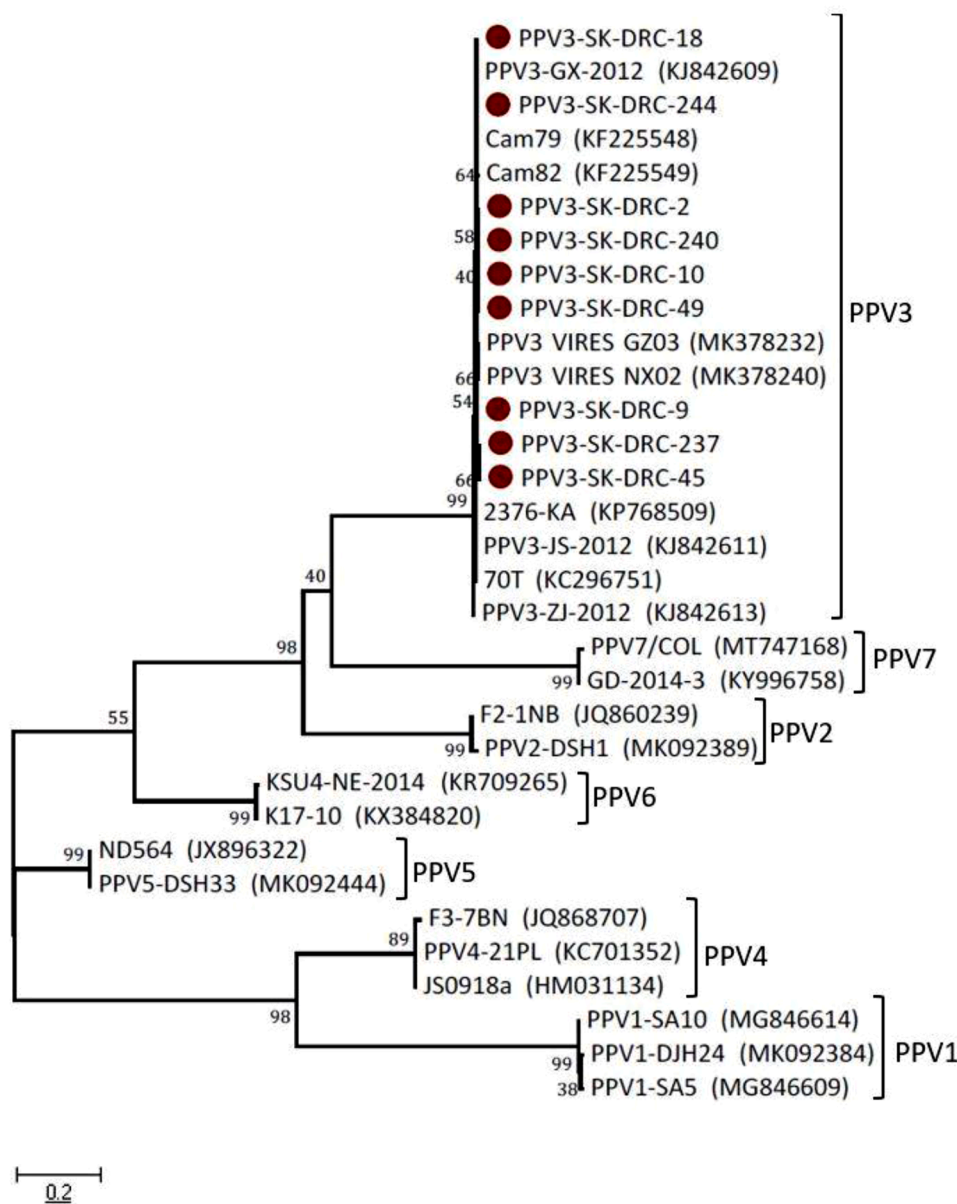 PPV3-SK-DRC-18
PPV3-GX-2012 (KJ842609)
PPV3-SK-DRC-244
Cam79 (KF225548)
64 Cam82 (KF225549)
PPV3-SK-DRC-2
58 PPV3-SK-DRC-240
40 PPV3-SK-DRC-10
PPV3-SK-DRC-49
PPV3
PPV3 VIRES GZ03 (MK378232)
66 PPV3 VIRES NX02 (MK378240)
54 PPV3-SK-DRC-9
PPV3-SK-DRC-237
66 PPV3-SK-DRC-45
99 2376-KA (KP768509)
PPV3-JS-2012 (KJ842611)
40 70T (KC296751)
PPV3-ZJ-2012 (KJ842613)
98 PPV7/COL (MT747168)
PPV7
99 GD-2014-3 (KY996758)
55 F2-1NB (JQ860239)
PPV2
99 PPV2-DSH1 (MK092389)
KSU4-NE-2014 (KR709265)
PPV6
99 K17-10 (KX384820)
99 ND564 (JX896322)
PPV5
PPV5-DSH33 (MK092444)
F3-7BN (JQ868707)
89 PPV4-21PL (KC701352)
PPV4
JS0918a (HM031134)
98 PPV1-SA10 (MG846614)
99 PPV1-DJH24 (MK092384)
PPV1
38 PPV1-SA5 (MG846609)
0.2